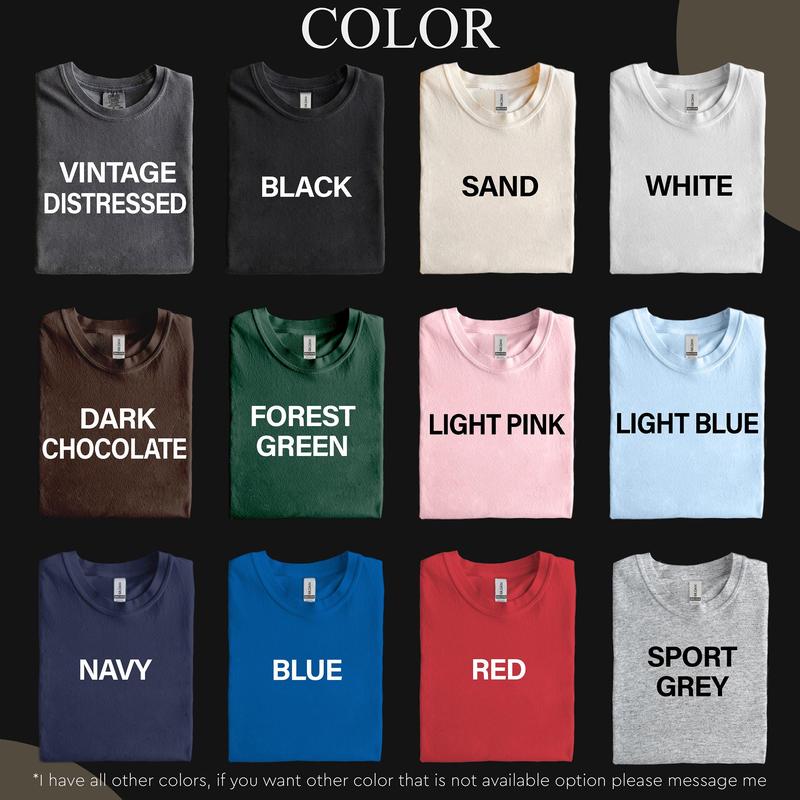 COLOR
VINTAGE
DISTRESSED
BLACK
SAND
WHITE
DARK
CHOCOLATE
FOREST
GREEN
LIGHT PINK
LIGHT BLUE
NAVY
BLUE
RED
SPORT
GREY
*I have all other colors, if you want other color that is not available option please message me